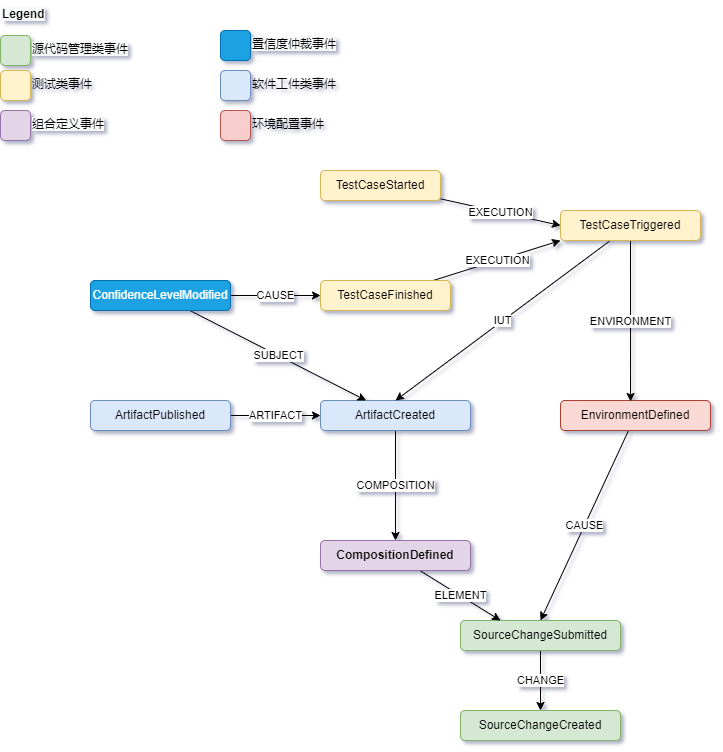 Legend
源代码管理类事件
置信度仲裁事件
测试类事件
软件工件类事件
组合定义事件
环境配置事件
TestCaseStarted
EXECUTION
TestCaseTriggered
EXECUTION
ConfidenceLevelModified
CAUSE
TestCaseFinished
IUT
ENVIRONMENT
SUBJECT
ArtifactPublished
ARTIFACT
ArtifactCreated
EnvironmentDefined
COMPOSITION
CAUSE
CompositionDefined
ELEMENT
SourceChangeSubmitted
CHANGE
SourceChangeCreated